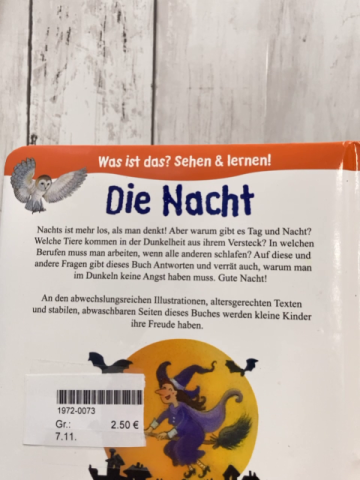 Was ist das? Sehen & lernen!
Die Nacht
Nachts ist mehr los, als man denkt! Aber warum gibt es Tag und Nacht?
Welche Tiere kommen in der Dunkelheit aus ihrem Versteck? In welchen
Berufen muss man arbeiten, wenn alle anderen schlafen? Auf diese und
andere Fragen gibt dieses Buch Antworten und verrät auch, warum man
im Dunkeln keine Angst haben muss. Gute Nacht!
An den abwechslungsreichen Illustrationen, altersgerechten Texten
und stabilen, abwaschbaren Seiten dieses Buches werden kleine Kinder
ihre Freude haben.
1972-0073
Gr.: 2.50 €
7.11.